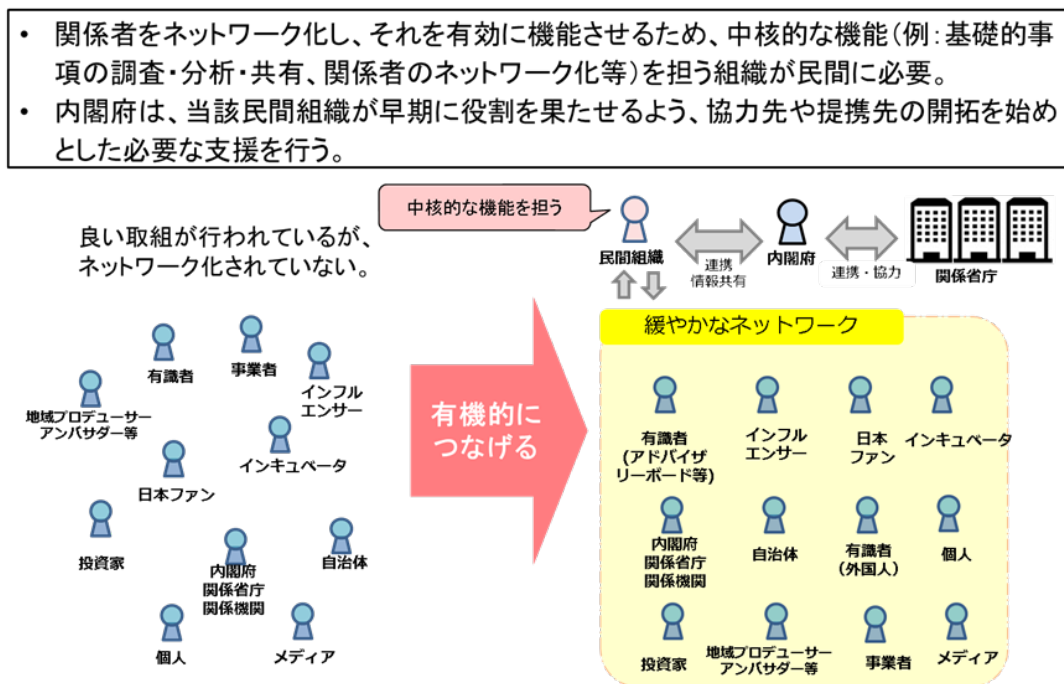 • 関係者をネットワーク化し、それを有効に機能させるため、中核的な機能(例:基礎的事
項の調査・分析・共有、関係者のネットワーク化等)を担う組織が民間に必要。
• 内閣府は、当該民間組織が早期に役割を果たせるよう、協力先や提携先の開拓を始め
とした必要な支援を行う。
中核的な機能を担う
良い取組が行われているが、
ネットワーク化されていない。
民間組織
連携
情報共有
内閣府
連携・協力
関係省庁
有識者
事業者
インフル
エンサー
地域プロデューサー
アンバサダー等
インキュベータ
日本ファン
投資家
内閣府
関係省庁
関係機関
自治体
個人
メディア
有機的に
つなげる
緩やかなネットワーク
有識者
(アドバイザ
リーボード等)
インフル
エンサー
日本
ファン
インキュベータ
内閣府
関係省庁
関係機関
自治体
有識者
(外国人)
個人
投資家
地域プロデューサー
アンバサダー等
事業者
メディア